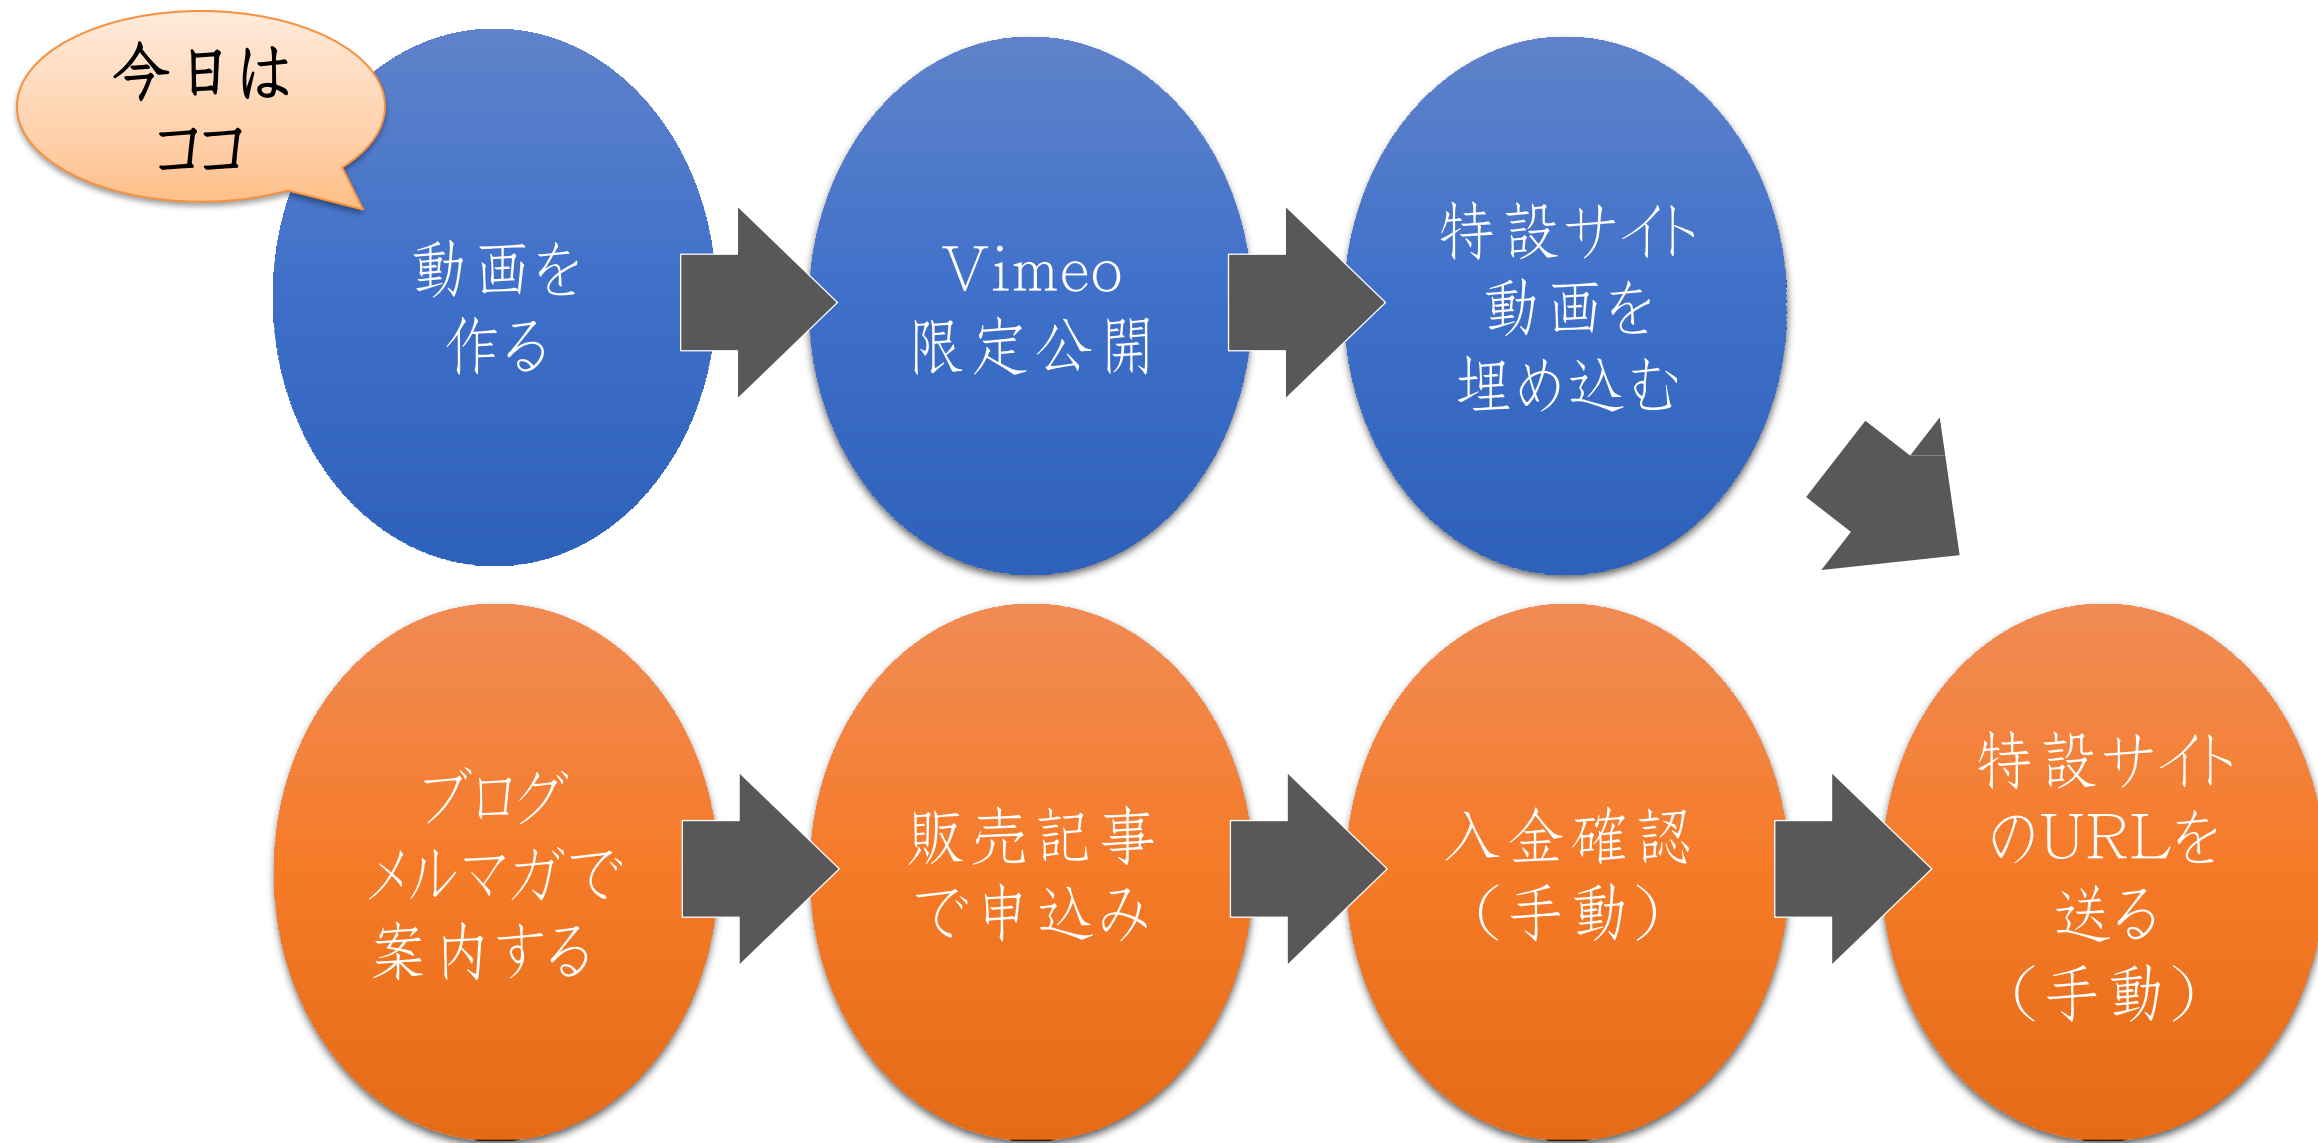 今日は
ココ
動画を
作る
Vimeo
限定公開
特設サイト
動画を
埋め込む
ブログ
メルマガで
案内する
販売記事
で申込み
入金確認
（手動）
特設サイト
のURLを
送る
（手動）